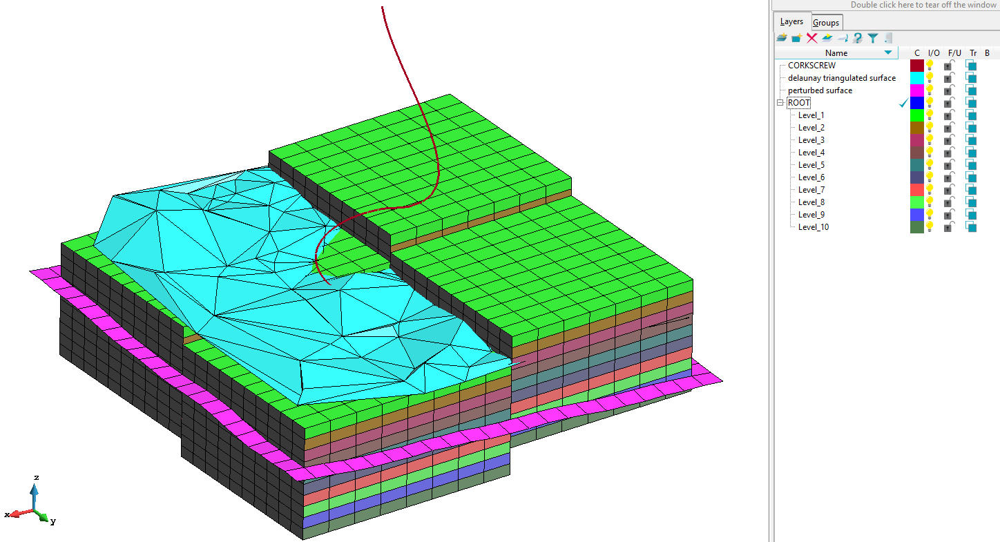 Double click here to tear off the window
Layers Groups
Name C I/O F/U Tr B
CORKSCREW
delaunay triangulated surface
perturbed surface
ROOT
Level_1
Level_2
Level_3
Level_4
Level_5
Level_6
Level_7
Level_8
Level_9
Level_10
z
x
y